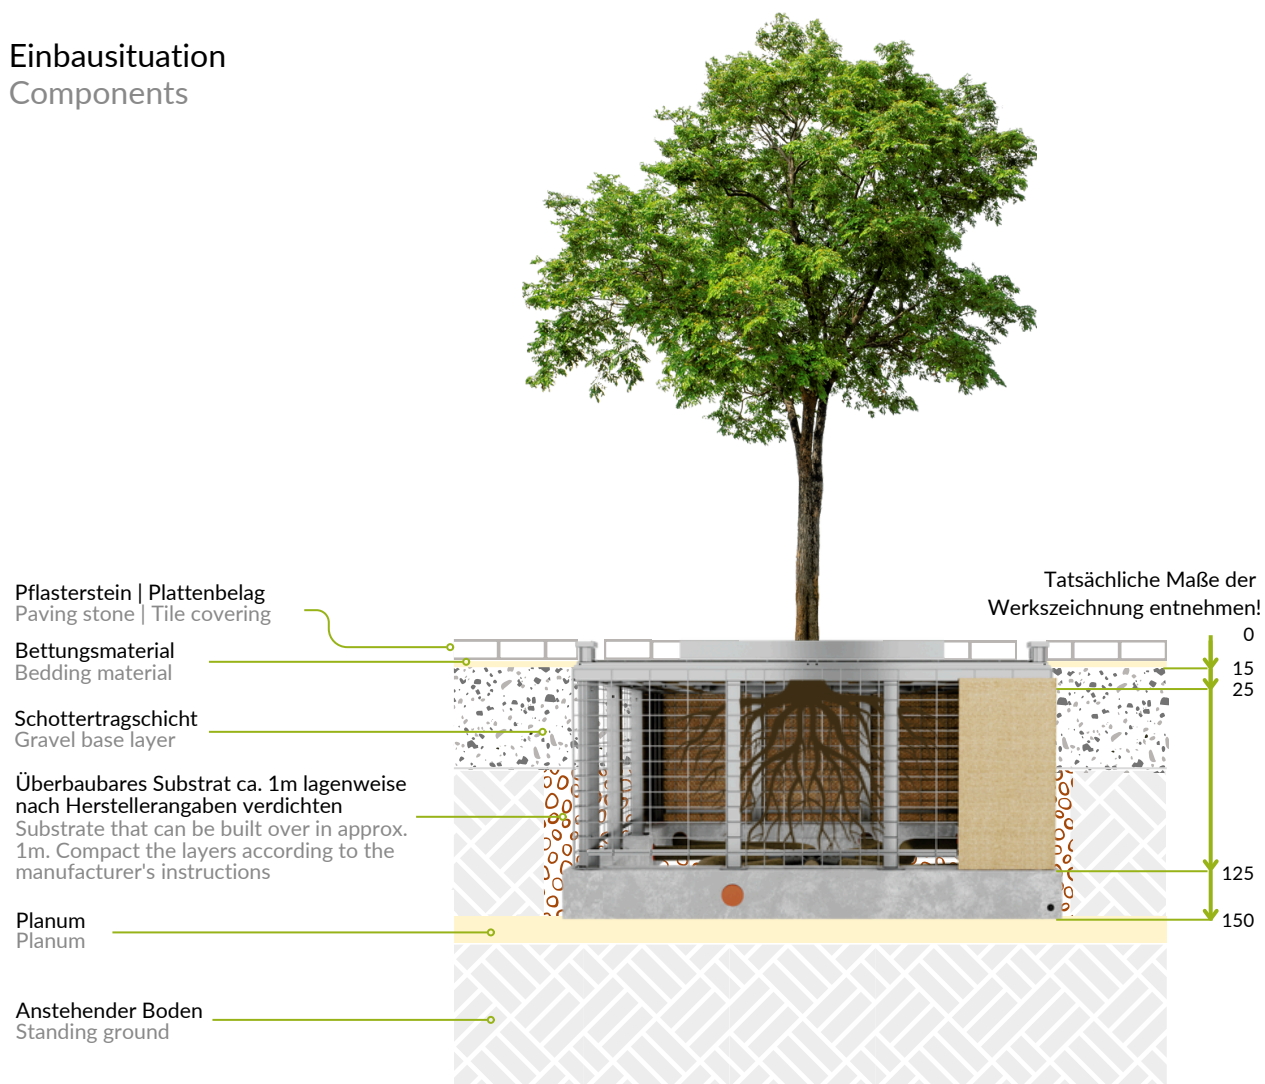 Einbausituation
Components
Pflasterstein | Plattenbelag
Paving stone | Tile covering
Bettungsmaterial
Bedding material
Schottertragschicht
Gravel base layer
Überbaubares Substrat ca. 1m lagenweise
nach Herstellerangaben verdichten
Substrate that can be built over in approx.
1m. Compact the layers according to the
manufacturer's instructions
Planum
Planum
Anstehender Boden
Standing ground
Tatsächliche Maße der
Werkszeichnung entnehmen!
0
15
25
125
150